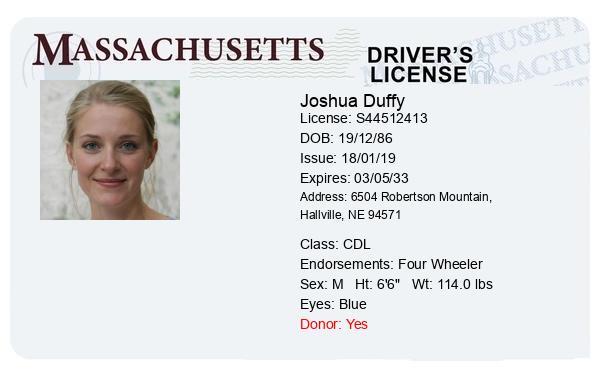 MASSACHUSETTS
DRIVER'S
LICENSE
Joshua Duffy
License: S44512413
DOB: 19/12/86
Issue: 18/01/19
Expires: 03/05/33
Address: 6504 Robertson Mountain,
Hallville, NE 94571
Class: CDL
Endorsements: Four Wheeler
Sex: M Ht: 6'6" Wt: 114.0 lbs
Eyes: Blue
Donor: Yes